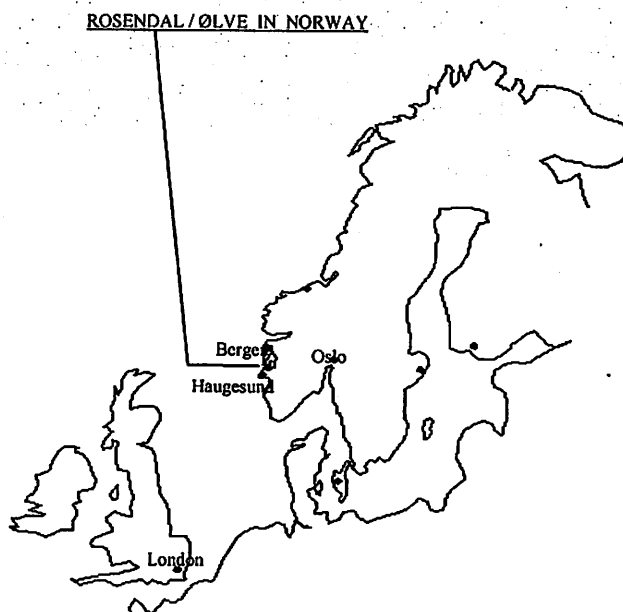 ROSENDAL / ØLVE IN NORWAY
Bergen
Oslo
Haugesund
London